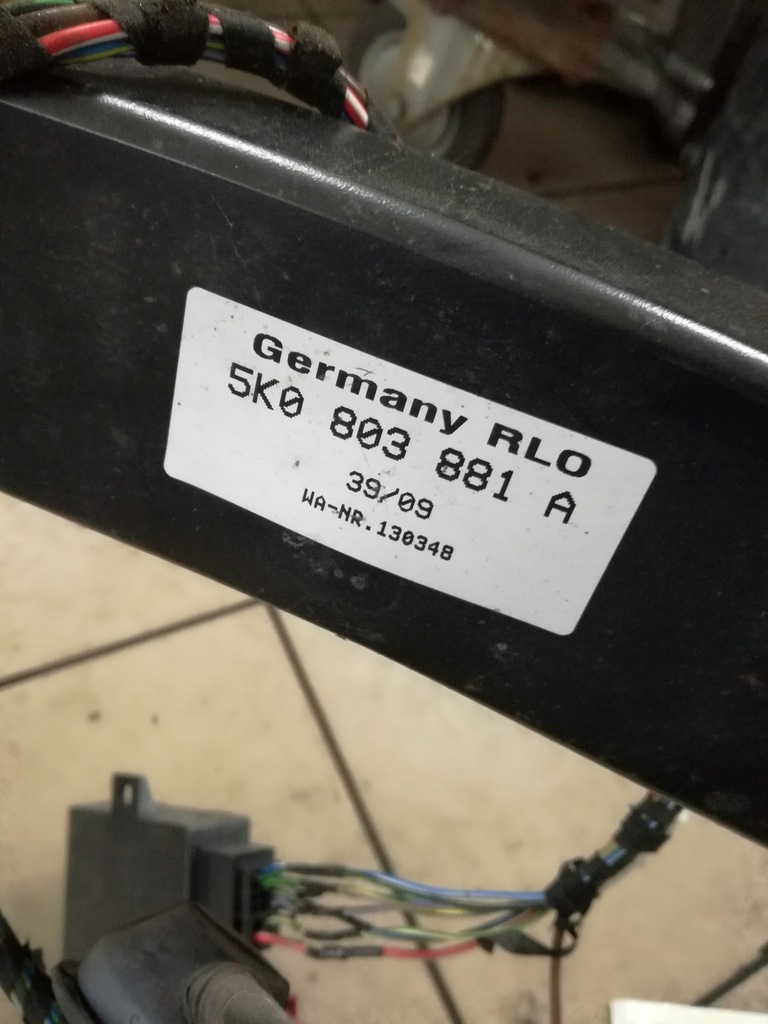 Germany RLO
5K0 803 881 A
39/09
WA-NR.130348